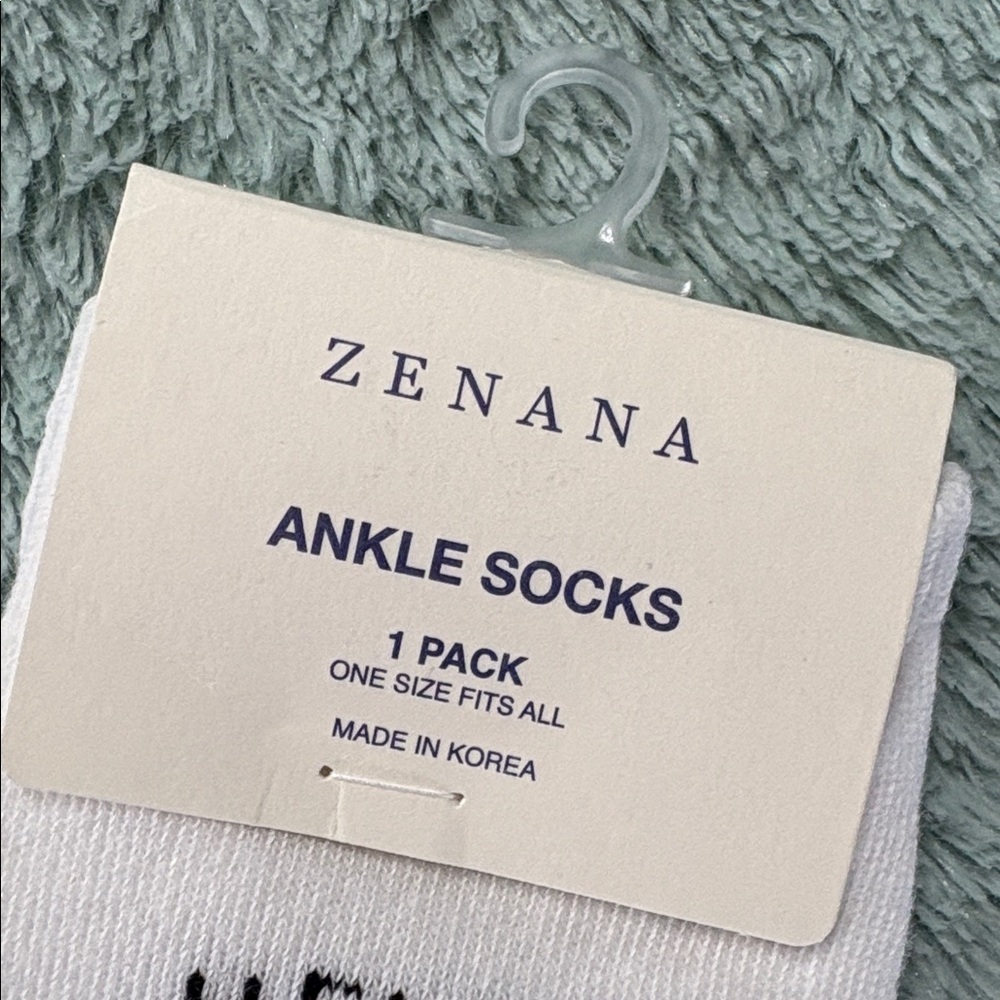 ZENANA
ANKLE SOCKS
1 PACK
ONE SIZE FITS ALL
MADE IN KOREA